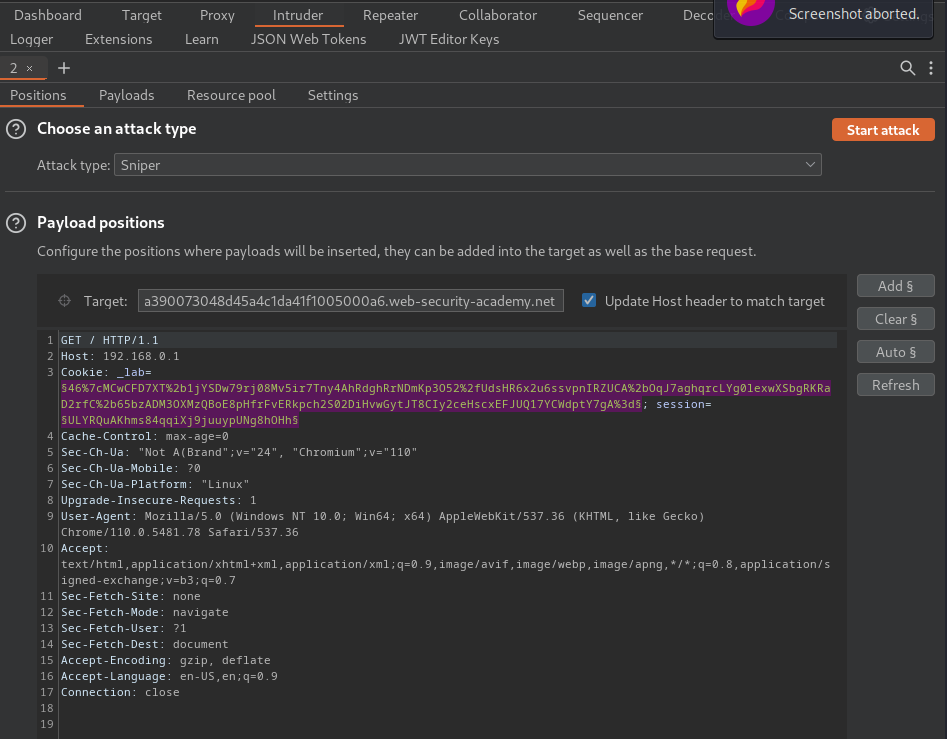 Dashboard Target Proxy Intruder Repeater Collaborator Sequencer
Screenshot aborted.
Logger Extensions Learn JSON Web Tokens JWT Editor Keys
2 × +
Positions Payloads Resource pool Settings
? Choose an attack type
Start attack
Attack type: Sniper
? Payload positions
Configure the positions where payloads will be inserted, they can be added into the target as well as the base request.
Target: a390073048d45a4c1da41f1005000a6.web-security-academy.net Update Host header to match target
Add §
Clear §
Auto §
Refresh
1 GET / HTTP/1.1
2 Host: 192.168.0.1
3 Cookie: _lab=
§46%7cMCwCFD7XT%2b1jYSDw79rj08Mv5ir7Tny4AhRdghRrNDmKp3O52%2fUdsHR6x2u6ssvpnIRZUCA%2bOqJ7aghqrcLYg0lexwXSbgRKRa
D2rfC%2b65bzADM3OXMzQBoE8pHfrFvERkpch2S02DiHvwGytJT8CIy2ceHscxEFJUQ17YCWdptY7gA%3d§; session=
§ULYRQuAKhms84qqiXj9juuypUNg8hOHh§
4 Cache-Control: max-age=0
5 Sec-Ch-Ua: "Not A(Brand";v="24", "Chromium";v="110"
6 Sec-Ch-Ua-Mobile: ?0
7 Sec-Ch-Ua-Platform: "Linux"
8 Upgrade-Insecure-Requests: 1
9 User-Agent: Mozilla/5.0 (Windows NT 10.0; Win64; x64) AppleWebKit/537.36 (KHTML, like Gecko)
Chrome/110.0.5481.78 Safari/537.36
10 Accept:
text/html,application/xhtml+xml,application/xml;q=0.9,image/avif,image/webp,image/apng,*/*;q=0.8,application/s
igned-exchange;v=b3;q=0.7
11 Sec-Fetch-Site: none
12 Sec-Fetch-Mode: navigate
13 Sec-Fetch-User: ?1
14 Sec-Fetch-Dest: document
15 Accept-Encoding: gzip, deflate
16 Accept-Language: en-US,en;q=0.9
17 Connection: close
18
19